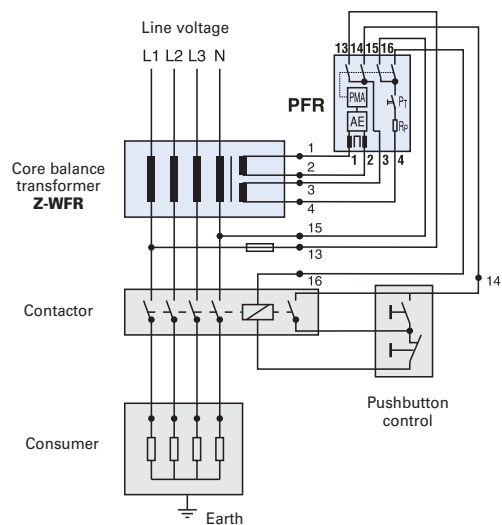 Line voltage
L1 L2 L3 N
13 14 15 16
PFR
PMA
AE
PT
RP
1 2 3 4
Core balance
transformer
Z-WFR
1
2
3
4
15
13
16
14
Contactor
Pushbutton
control
Consumer
Earth